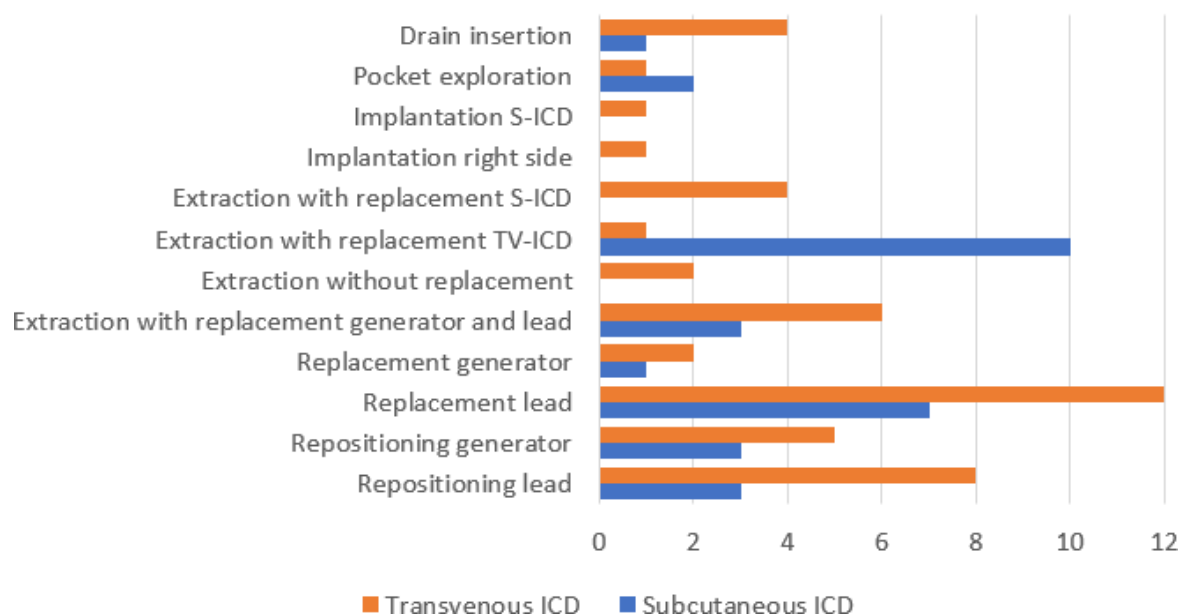 Drain insertion
Pocket exploration
Implantation S-ICD
Implantation right side
Extraction with replacement S-ICD
Extraction with replacement TV-ICD
Extraction without replacement
Extraction with replacement generator and lead
Replacement generator
Replacement lead
Repositioning generator
Repositioning lead
0 2 4 6 8 10 12
Transvenous ICD Subcutaneous ICD